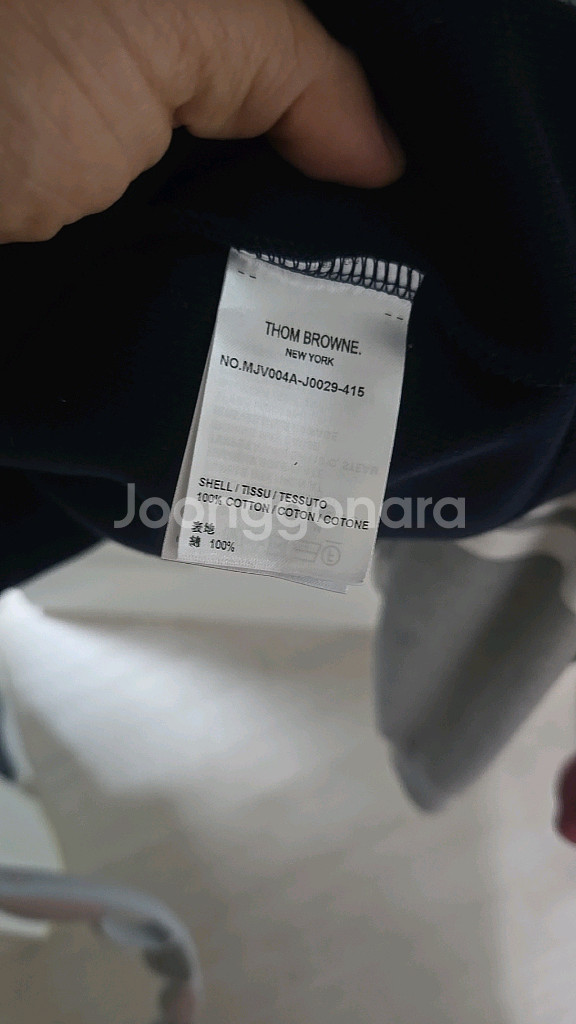 THOM BROWNE.
NEW YORK
NO.MJV004A-J0029-415
SHELL / TISSU / TESSUTO
100% COTTON / COTON / COTONE
表地
綿 100%
Joonggonara